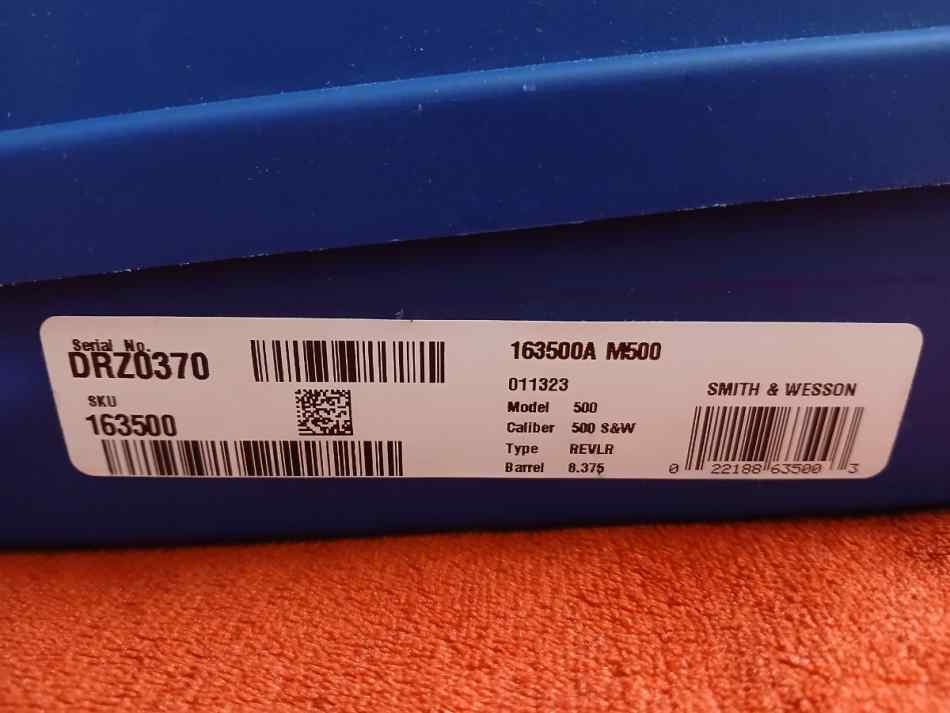 Serial No.
DRZ0370
SKU
163500
163500A M500
011323
Model 500
Caliber 500 S&W
Type REVLR
Barrel 8.375
SMITH & WESSON
0 22188 63500 3